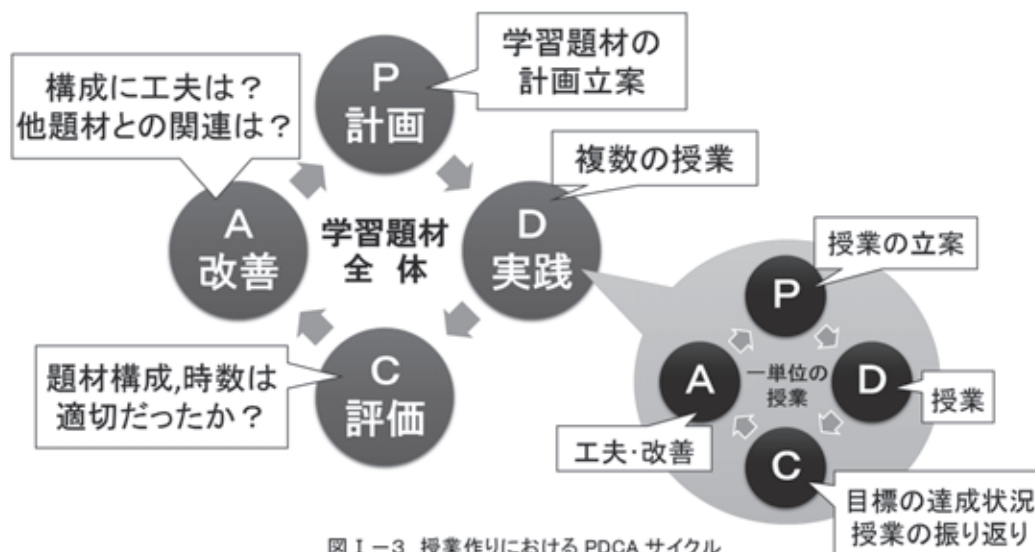 P
計画
学習題材の
計画立案
構成に工夫は？
他題材との関連は？
複数の授業
A
改善
学習題材
全 体
D
実践
授業の立案
P
題材構成,時数は
適切だったか？
C
評価
A
一単位の
授業
D
授業
工夫･改善
C
目標の達成状況
授業の振り返り
図Ⅰ－3 授業作りにおける PDCA サイクル